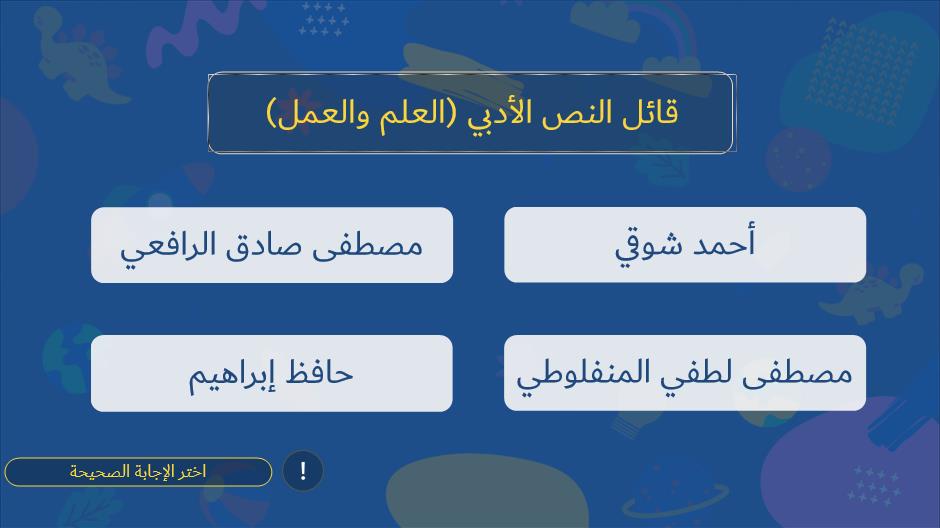 قائل النص الأدبي (العلم والعمل)
أحمد شوقي
مصطفى صادق الرافعي
مصطفى لطفي المنفلوطي
حافظ إبراهيم
! اختر الإجابة الصحيحة